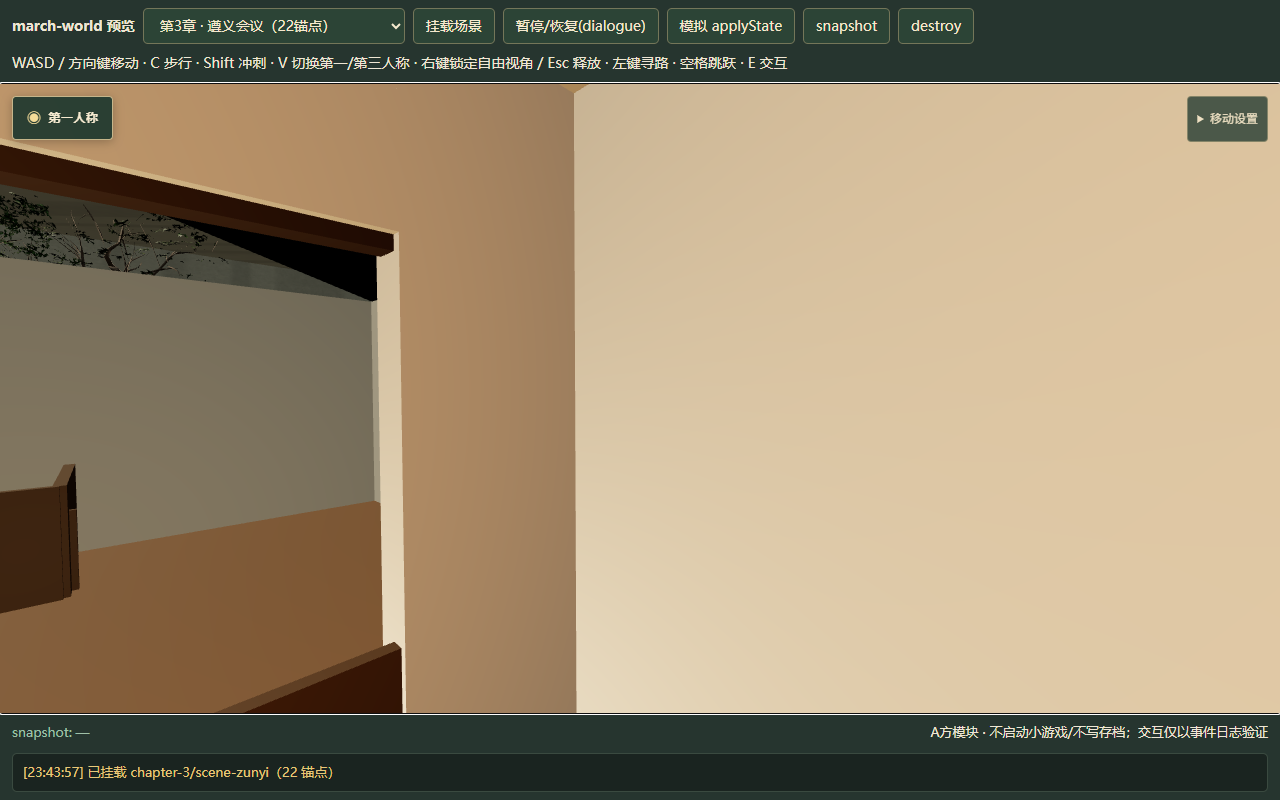 march-world 预览 第3章 · 遵义会议（22锚点） 挂载场景 暂停/恢复(dialogue) 模拟 applyState snapshot destroy
WASD / 方向键移动 · C 步行 · Shift 冲刺 · V 切换第一/第三人称 · 右键锁定自由视角 / Esc 释放 · 左键寻路 · 空格跳跃 · E 交互
◉ 第一人称
▶ 移动设置
snapshot: —
A方模块 · 不启动小游戏/不写存档；交互仅以事件日志验证
[23:43:57] 已挂载 chapter-3/scene-zunyi（22 锚点）